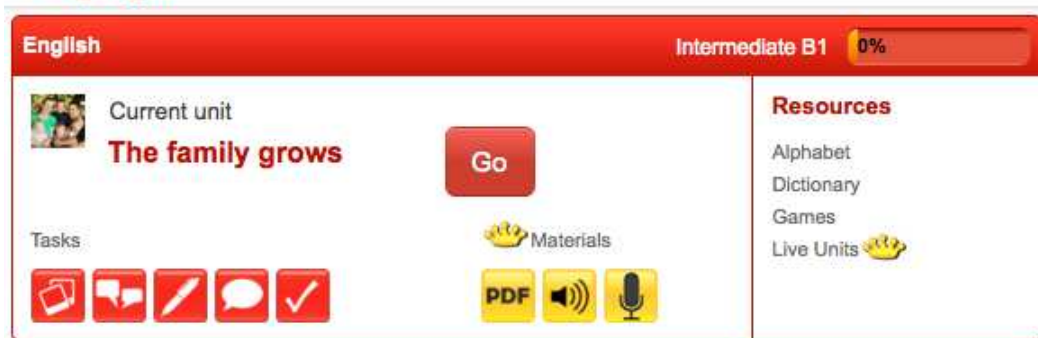 English
Intermediate B1
0%
Current unit
The family grows
Go
Tasks
Materials
PDF
Resources
Alphabet
Dictionary
Games
Live Units